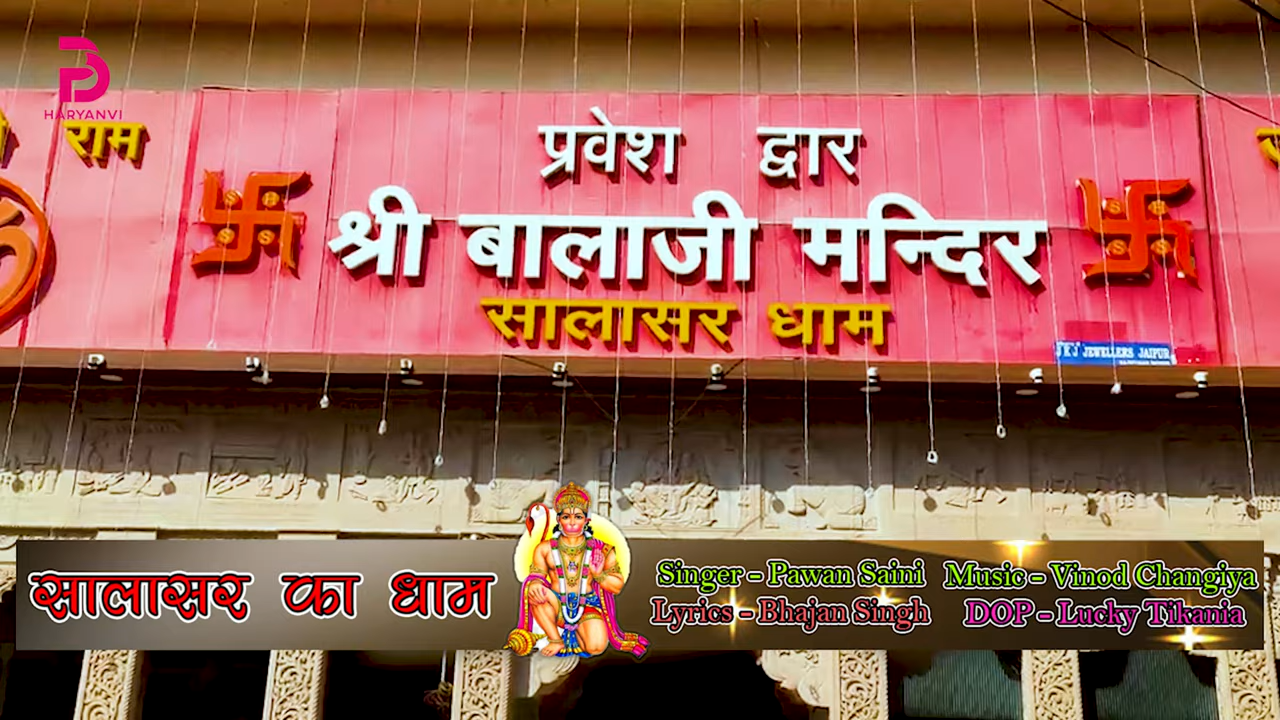 HARYANVI
राम
प्रवेश द्वार
श्री बालाजी मन्दिर
सालासर धाम
JKJ JEWELLERS JAIPUR
सालासर का धाम
Singer - Pawan Saini Music - Vinod Changiya
Lyrics - Bhajan Singh DOP - Lucky Tikania